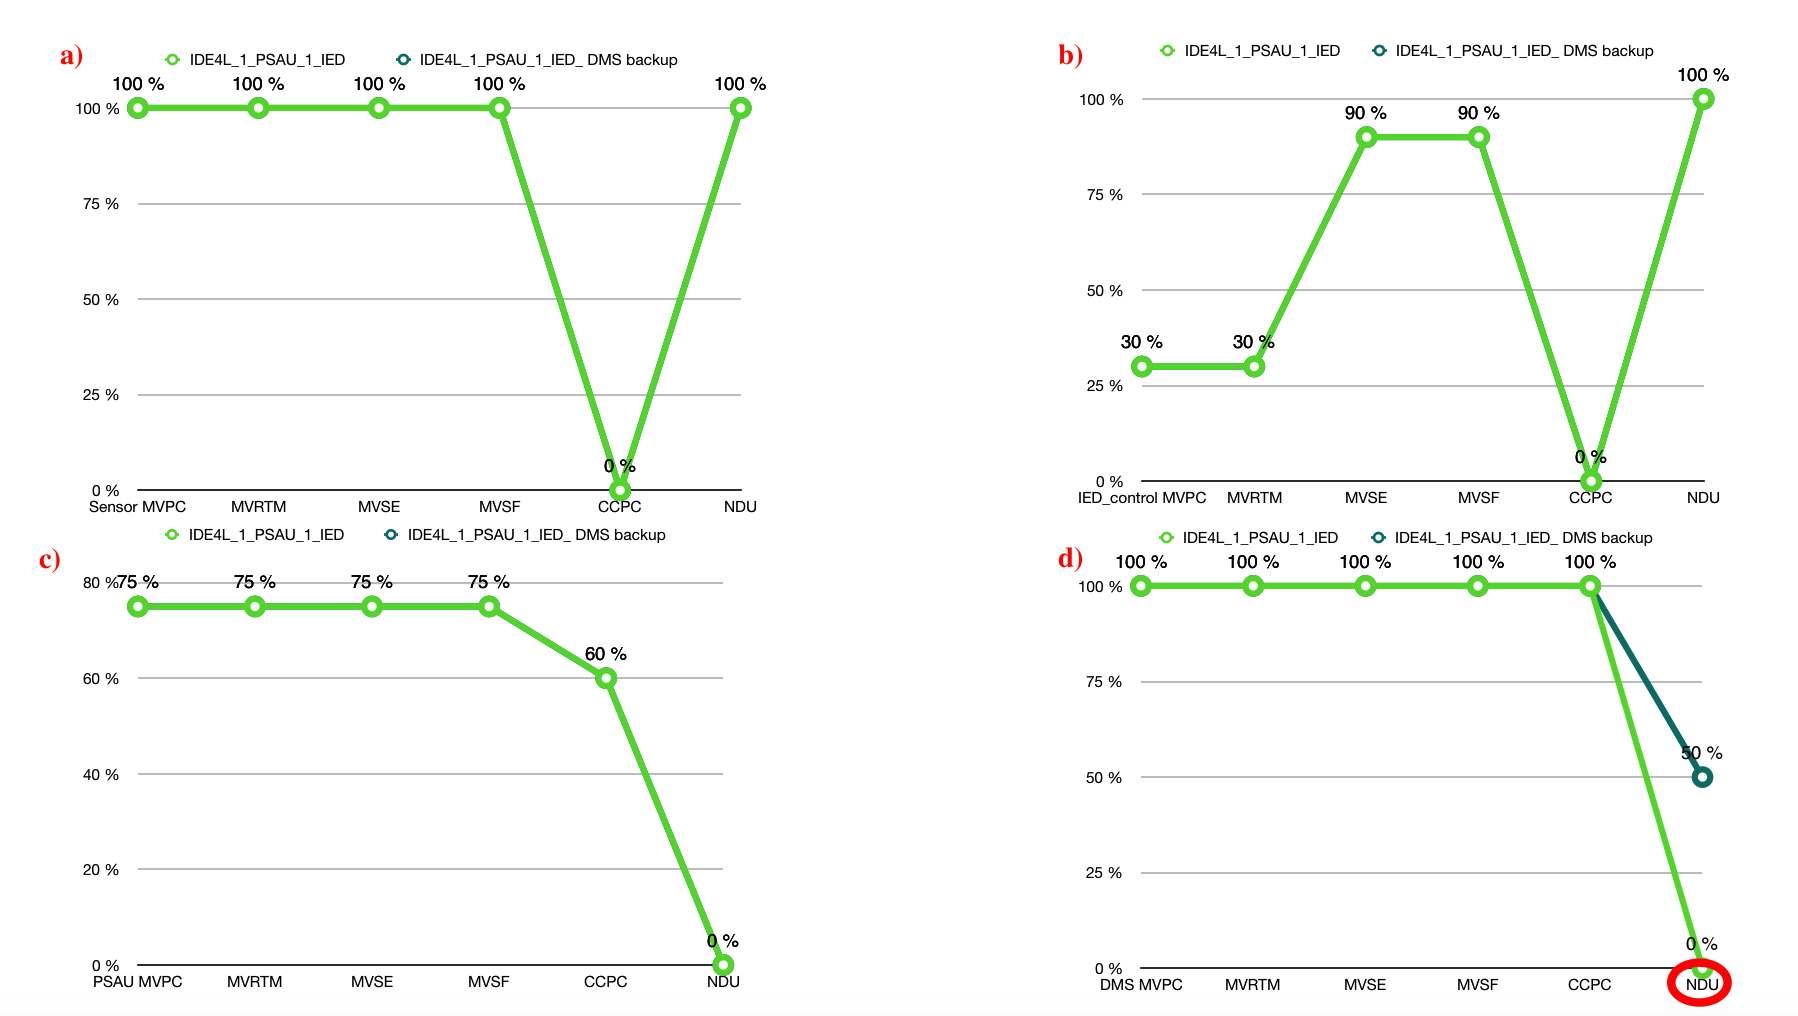 a)
IDE4L_1_PSAU_1_IED IDE4L_1_PSAU_1_IED_ DMS backup
100 % 100 % 100 % 100 % 100 %
100 %
75 %
50 %
25 %
0 %
0 %
Sensor MVPC MVRTM MVSE MVSF CCPC NDU
b)
IDE4L_1_PSAU_1_IED IDE4L_1_PSAU_1_IED_ DMS backup
100 %
100 %
90 % 90 %
75 %
50 %
30 % 30 %
25 %
0 %
0 %
IED_control MVPC MVRTM MVSE MVSF CCPC NDU
c)
IDE4L_1_PSAU_1_IED IDE4L_1_PSAU_1_IED_ DMS backup
80 % 75 % 75 % 75 % 75 %
60 %
60 %
40 %
20 %
0 %
0 %
PSAU MVPC MVRTM MVSE MVSF CCPC NDU
d)
IDE4L_1_PSAU_1_IED IDE4L_1_PSAU_1_IED_ DMS backup
100 % 100 % 100 % 100 % 100 %
100 %
75 %
50 %
50 %
25 %
0 %
0 %
DMS MVPC MVRTM MVSE MVSF CCPC NDU